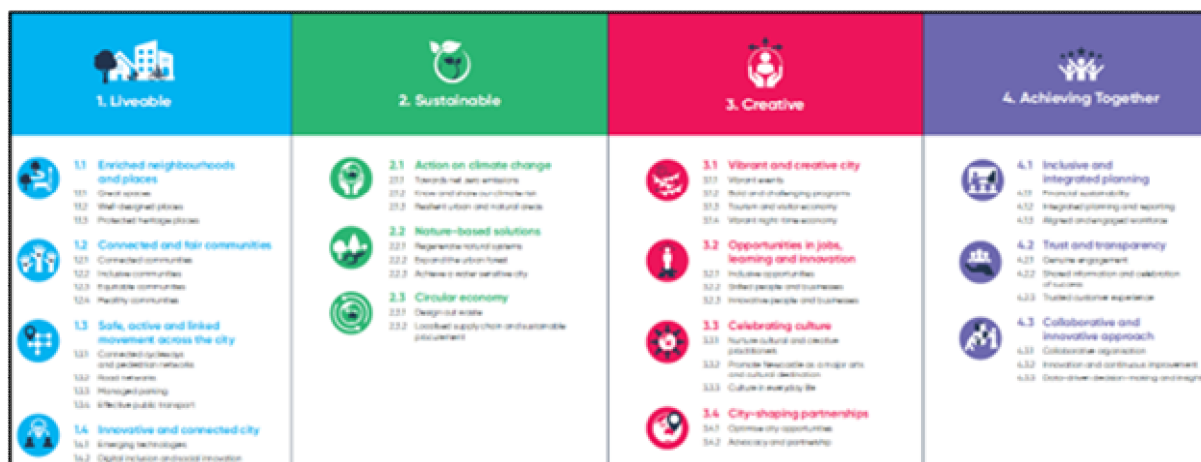 1. Liveable
1.1 Enriched neighbourhoods
and places
1.1.1 Great spaces
1.1.2 Well-designed places
1.1.3 Protected heritage places
1.2 Connected and fair communities
1.2.1 Connected communities
1.2.2 Inclusive communities
1.2.3 Equitable communities
1.2.4 Healthy communities
1.3 Safe, active and linked
movement across the city
1.3.1 Connected cycleways
and pedestrian networks
1.3.2 Road networks
1.3.3 Managed parking
1.3.4 Effective public transport
1.4 Innovative and connected city
1.4.1 Emerging technologies
1.4.2 Digital inclusion and social innovation
2. Sustainable
2.1 Action on climate change
2.1.1 Towards net zero emissions
2.1.2 Know and share our climate risk
2.1.3 Resilient urban and natural areas
2.2 Nature-based solutions
2.2.1 Regenerate natural systems
2.2.2 Expand the urban forest
2.2.3 Achieve a water sensitive city
2.3 Circular economy
2.3.1 Design out waste
2.3.2 Localised supply chain and sustainable
procurement
3. Creative
3.1 Vibrant and creative city
3.1.1 Vibrant events
3.1.2 Bold and challenging programs
3.1.3 Tourism and visitor economy
3.1.4 Vibrant night-time economy
3.2 Opportunities in jobs,
learning and innovation
3.2.1 Inclusive opportunities
3.2.2 Skilled people and businesses
3.2.3 Innovative people and businesses
3.3 Celebrating culture
3.3.1 Nurture cultural and creative
practitioners
3.3.2 Promote Newcastle as a major arts
and cultural destination
3.3.3 Culture in everyday life
3.4 City-shaping partnerships
3.4.1 Optimise city opportunities
3.4.2 Advocacy and partnership
4. Achieving Together
4.1 Inclusive and
integrated planning
4.1.1 Financial sustainability
4.1.2 Integrated planning and reporting
4.1.3 Aligned and engaged workforce
4.2 Trust and transparency
4.2.1 Genuine engagement
4.2.2 Shared information and celebration
of success
4.2.3 Trusted customer experience
4.3 Collaborative and
innovative approach
4.3.1 Collaborative organisation
4.3.2 Innovation and continuous improvement
4.3.3 Data-driven decision-making and insight